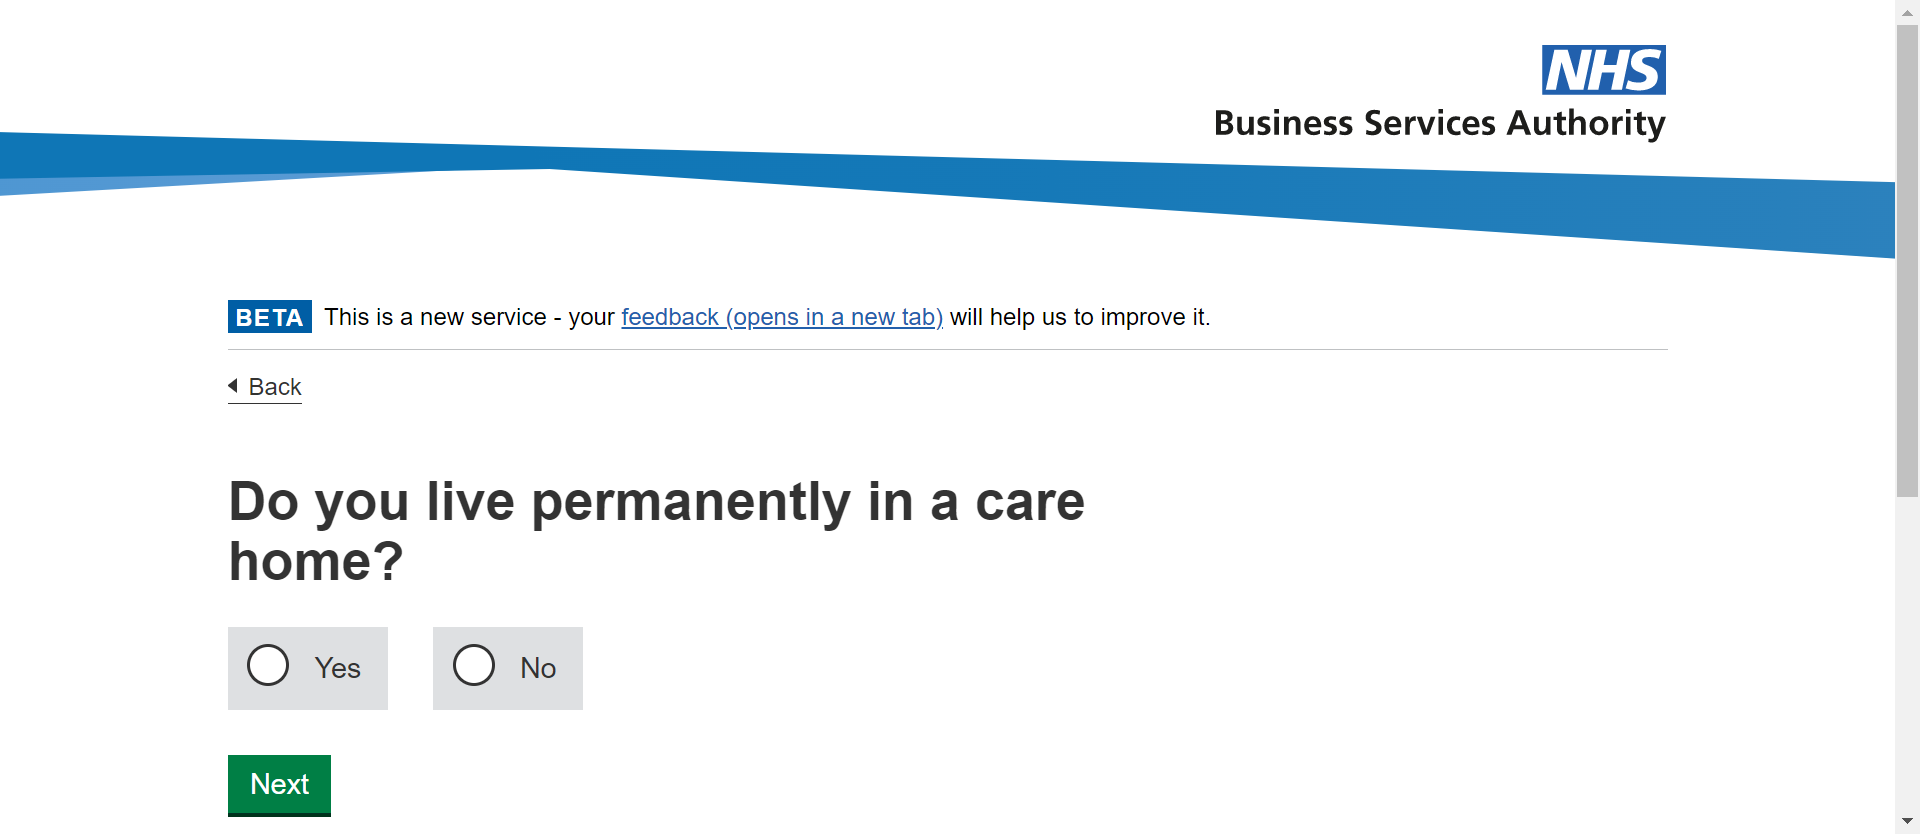 NHS
Business Services Authority
BETA This is a new service - your feedback (opens in a new tab) will help us to improve it.
Back
Do you live permanently in a care
home?
Yes No
Next